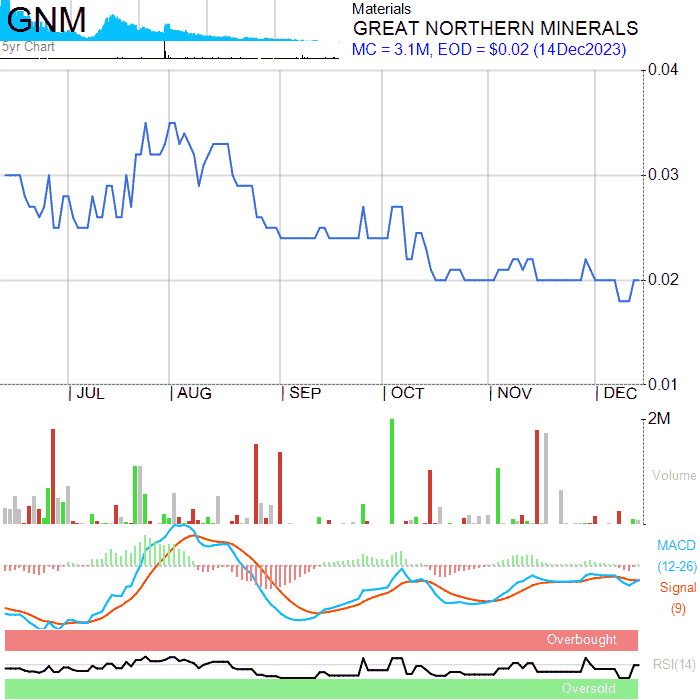 GNM
5yr Chart
Materials
GREAT NORTHERN MINERALS
MC = 3.1M, EOD = $0.02 (14Dec2023)
0.04
0.03
0.02
0.01
JUL AUG SEP OCT NOV DEC
2M
Volume
MACD
(12-26)
Signal
(9)
Overbought
RSI(14)
Oversold